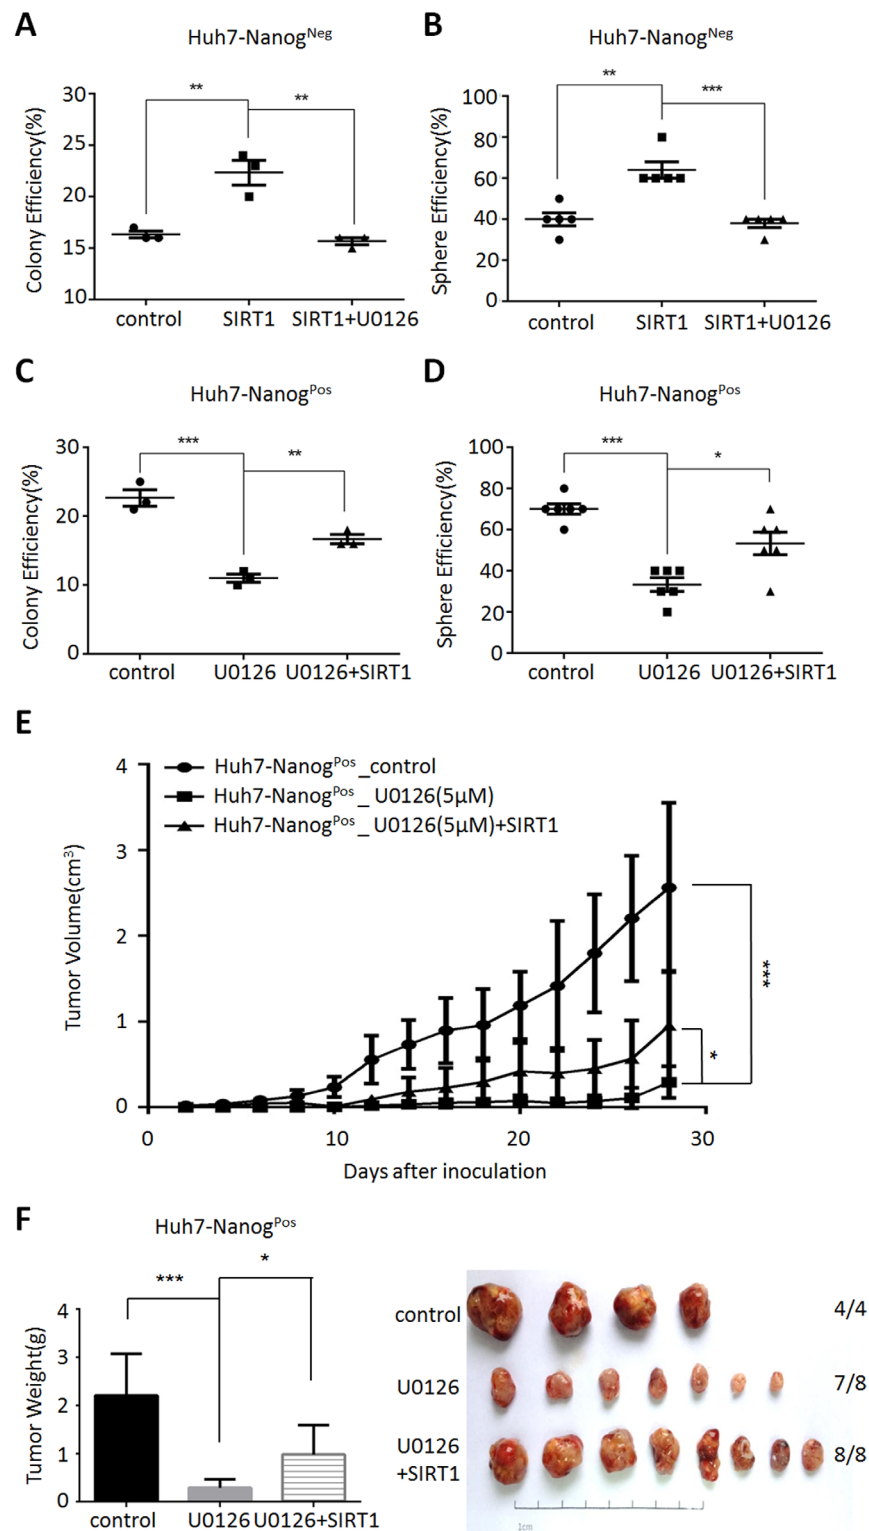 A
Huh7-Nanog^Neg
Colony Efficiency(%)
30
25
20
15
10
**
**
control SIRT1 SIRT1+U0126
B
Huh7-Nanog^Neg
Sphere Efficiency(%)
100
80
60
40
20
0
**
***
control SIRT1 SIRT1+U0126
C
Huh7-Nanog^Pos
Colony Efficiency(%)
30
20
10
0
***
**
control U0126 U0126+SIRT1
D
Huh7-Nanog^Pos
Sphere Efficiency(%)
100
80
60
40
20
0
***
*
control U0126 U0126+SIRT1
E
Huh7-Nanog^Pos_control
Huh7-Nanog^Pos_ U0126(5μM)
Huh7-Nanog^Pos_ U0126(5μM)+SIRT1
Tumor Volume(cm³)
4
3
2
1
0
***
*
0 10 20 30
Days after inoculation
F
Huh7-Nanog^Pos
Tumor Weight(g)
4
3
2
1
0
***
*
control U0126 U0126+SIRT1
control 4/4
U0126 7/8
U0126
+SIRT1 8/8
1cm